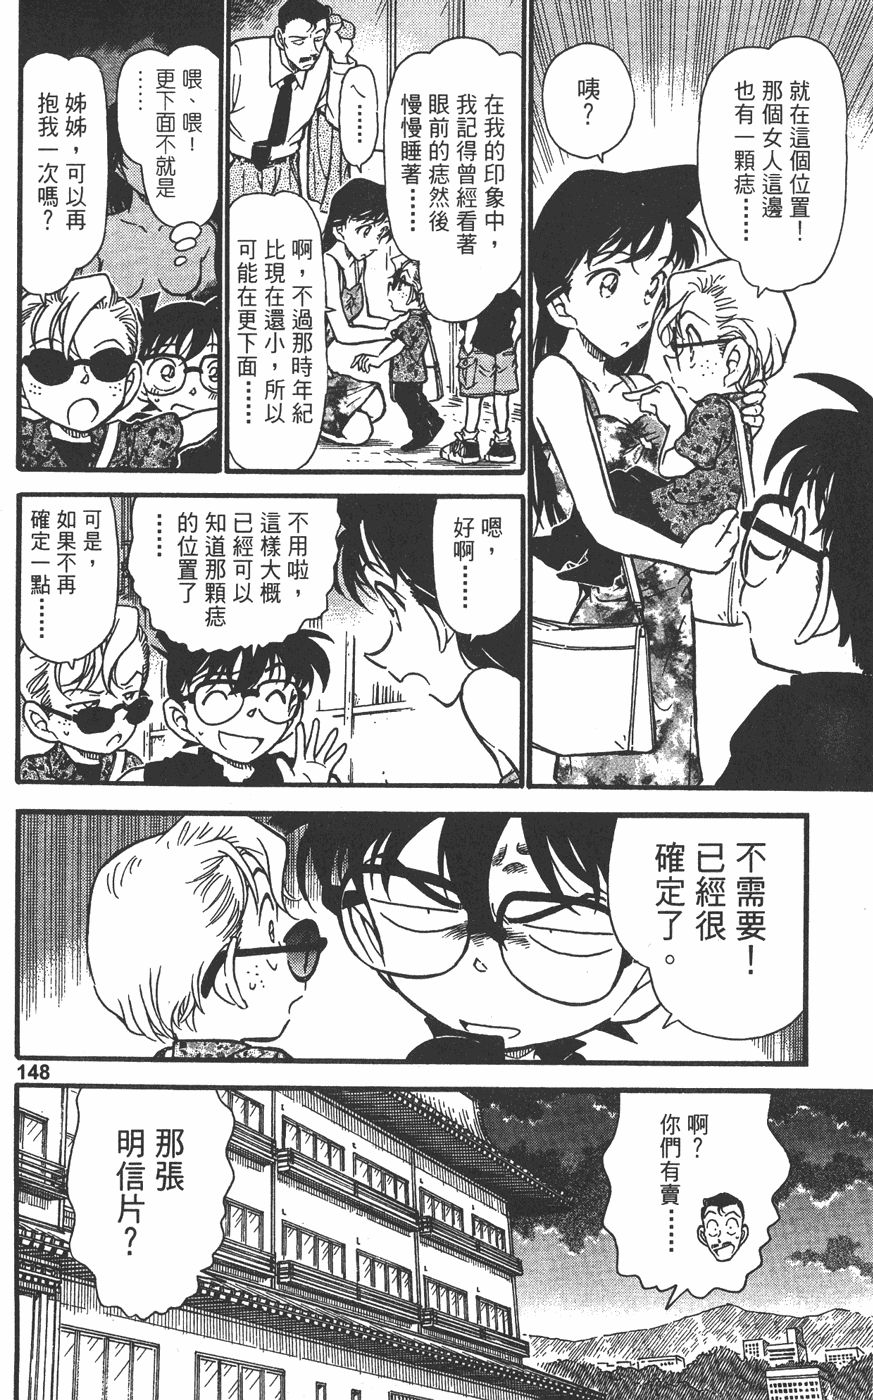 就在這個位置！
那個女人這邊
也有一顆痣……
咦？
在我的印象中，
我記得曾經看著
眼前的痣然後
慢慢睡著……
……
啊，不過那時年紀
比現在還小，所以
可能在更下面……
喂、喂！
更下面不就是
……
姊姊，可以再
抱我一次嗎？
嗯，
好啊……
不用啦，
這樣大概
已經可以
知道那顆痣
的位置了
……
可是，
如果不再
確定一點……
不需要！
已經很
確定了。
148
啊？
你們有賣……
那張
明信片？